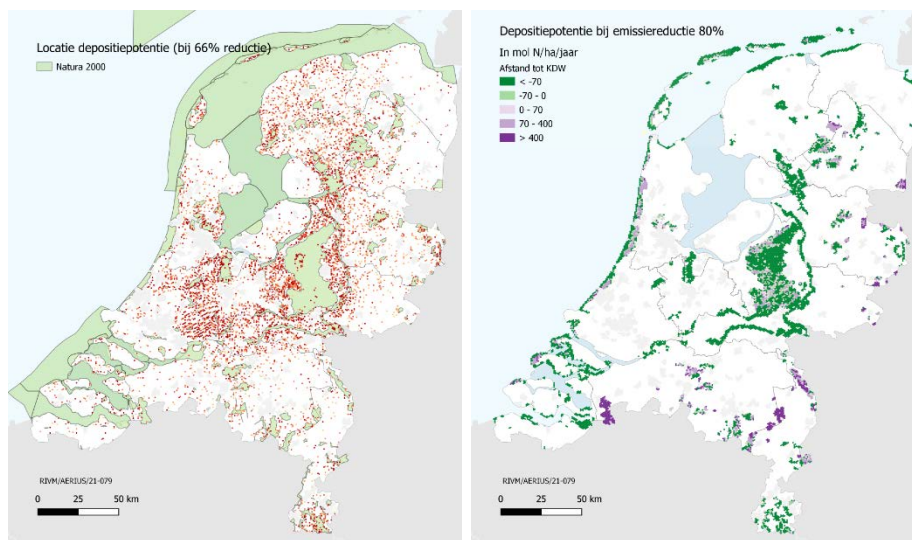 Locatie depositiepotentie (bij 66% reductie)
Natura 2000
RIVM/AERIUS/21-079
0 25 50 km
Depositiepotentie bij emissiereductie 80%
In mol N/ha/jaar
Afstand tot KDW
< -70
-70 - 0
0 - 70
70 - 400
> 400
RIVM/AERIUS/21-079
0 25 50 km